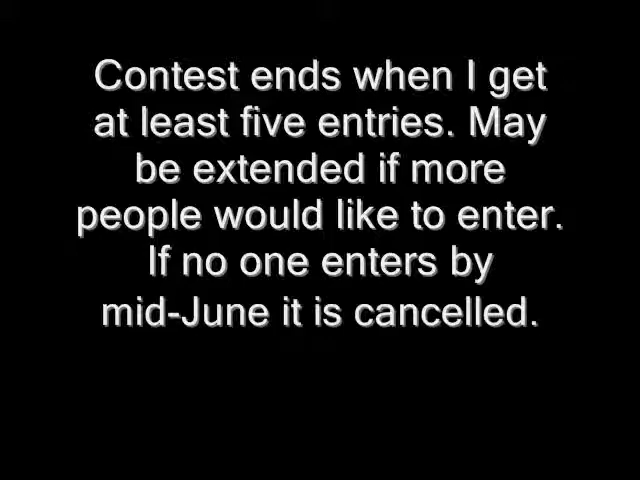 Contest ends when I get
at least five entries. May
be extended if more
people would like to enter.
If no one enters by
mid-June it is cancelled.